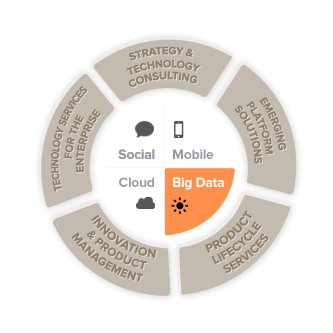 STRATEGY &
TECHNOLOGY
CONSULTING
EMERGING
PLATFORM
SOLUTIONS
PRODUCT
LIFECYCLE
SERVICES
INNOVATION
& PRODUCT
MANAGEMENT
TECHNOLOGY SERVICES
FOR THE
ENTERPRISE
Social
Mobile
Cloud
Big Data